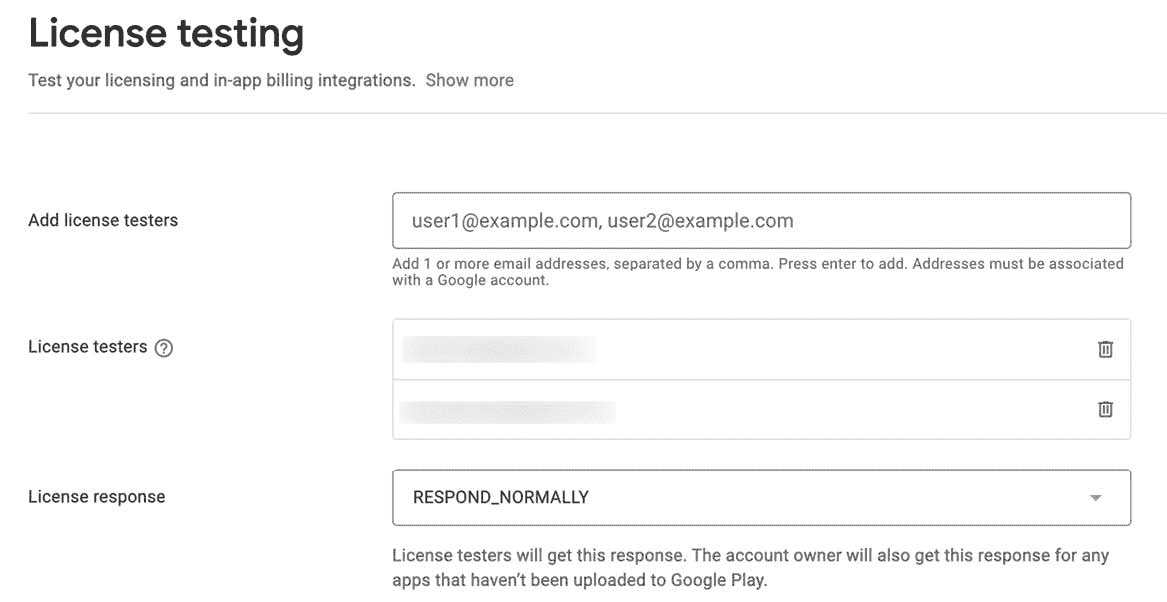 License testing
Test your licensing and in-app billing integrations. Show more
Add license testers
user1@example.com, user2@example.com
Add 1 or more email addresses, separated by a comma. Press enter to add. Addresses must be associated
with a Google account.
License testers
License response
RESPOND_NORMALLY
License testers will get this response. The account owner will also get this response for any
apps that haven’t been uploaded to Google Play.